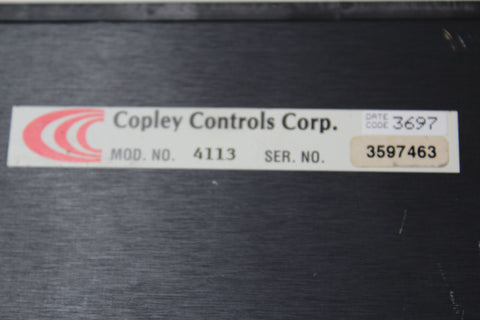 Copley Controls Corp.
DATE CODE 3697
MOD. NO. 4113 SER. NO. 3597463